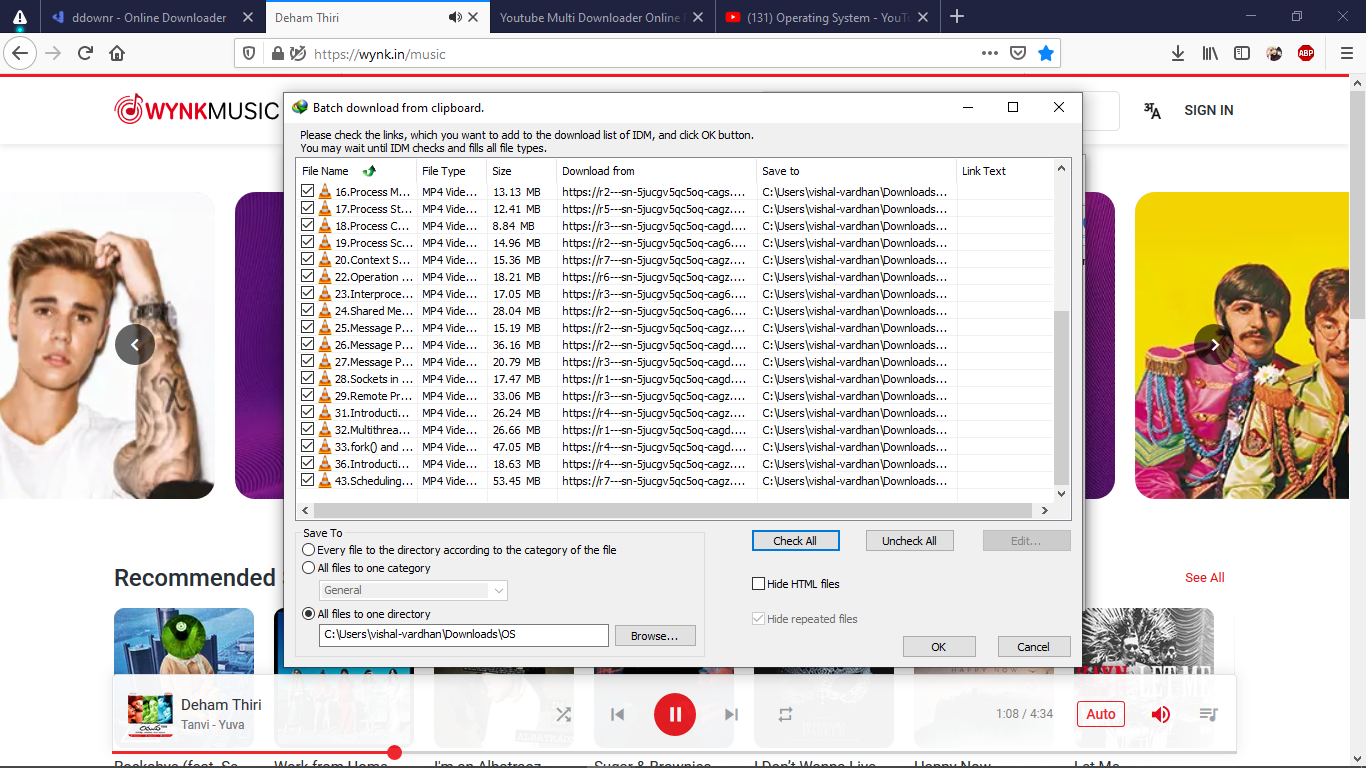 ddownr - Online Downloader
Deham Thiri
Youtube Multi Downloader Online
(131) Operating System - YouTu
https://wynk.in/music
ABP
WYNKMUSIC
SIGN IN
Batch download from clipboard.
Please check the links, which you want to add to the download list of IDM, and click OK button.
You may wait until IDM checks and fills all file types.
File Name File Type Size Download from Save to Link Text
16.Process M... MP4 Vide... 13.13 MB https://r2---sn-5jucgv5qc5oq-cags.... C:\Users\vishal-vardhan\Downloads...
17.Process St... MP4 Vide... 12.41 MB https://r5---sn-5jucgv5qc5oq-cagz.... C:\Users\vishal-vardhan\Downloads...
18.Process C... MP4 Vide... 8.84 MB https://r3---sn-5jucgv5qc5oq-cagd.... C:\Users\vishal-vardhan\Downloads...
19.Process Sc... MP4 Vide... 14.96 MB https://r2---sn-5jucgv5qc5oq-cag6.... C:\Users\vishal-vardhan\Downloads...
20.Context S... MP4 Vide... 15.36 MB https://r7---sn-5jucgv5qc5oq-cagz.... C:\Users\vishal-vardhan\Downloads...
22.Operation ... MP4 Vide... 18.21 MB https://r6---sn-5jucgv5qc5oq-cagz.... C:\Users\vishal-vardhan\Downloads...
23.Interproce... MP4 Vide... 17.05 MB https://r3---sn-5jucgv5qc5oq-cag6.... C:\Users\vishal-vardhan\Downloads...
24.Shared Me... MP4 Vide... 28.04 MB https://r2---sn-5jucgv5qc5oq-cag6.... C:\Users\vishal-vardhan\Downloads...
25.Message P... MP4 Vide... 15.19 MB https://r2---sn-5jucgv5qc5oq-cagz.... C:\Users\vishal-vardhan\Downloads...
26.Message P... MP4 Vide... 36.16 MB https://r2---sn-5jucgv5qc5oq-cagd.... C:\Users\vishal-vardhan\Downloads...
27.Message P... MP4 Vide... 20.79 MB https://r3---sn-5jucgv5qc5oq-cagd.... C:\Users\vishal-vardhan\Downloads...
28.Sockets in ... MP4 Vide... 17.47 MB https://r1---sn-5jucgv5qc5oq-cagd.... C:\Users\vishal-vardhan\Downloads...
29.Remote Pr... MP4 Vide... 33.06 MB https://r3---sn-5jucgv5qc5oq-cagz.... C:\Users\vishal-vardhan\Downloads...
31.Introducti... MP4 Vide... 26.24 MB https://r4---sn-5jucgv5qc5oq-cagz.... C:\Users\vishal-vardhan\Downloads...
32.Multithrea... MP4 Vide... 26.66 MB https://r1---sn-5jucgv5qc5oq-cagd.... C:\Users\vishal-vardhan\Downloads...
33.fork() and ... MP4 Vide... 47.05 MB https://r4---sn-5jucgv5qc5oq-cagd.... C:\Users\vishal-vardhan\Downloads...
36.Introducti... MP4 Vide... 18.63 MB https://r4---sn-5jucgv5qc5oq-cagz.... C:\Users\vishal-vardhan\Downloads...
43.Scheduling... MP4 Vide... 53.45 MB https://r7---sn-5jucgv5qc5oq-cagz.... C:\Users\vishal-vardhan\Downloads...
Save To
Every file to the directory according to the category of the file
All files to one category
General
All files to one directory
C:\Users\vishal-vardhan\Downloads\OS
Browse...
Check All
Uncheck All
Edit...
Hide HTML files
Hide repeated files
OK
Cancel
Recommended
See All
Deham Thiri
Tanvi - Yuva
1:08 / 4:34
Auto
Rockabye (feat. Se
Work from Home
I'm an Albatraoz
Sugar & Brownies
I Don't Wanna Live
Happy Now
Let Me